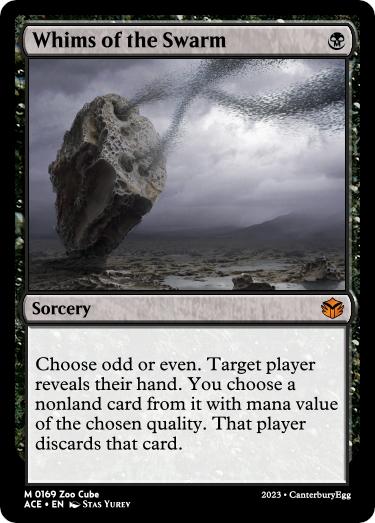 Whims of the Swarm
Sorcery
Choose odd or even. Target player
reveals their hand. You choose a
nonland card from it with mana value
of the chosen quality. That player
discards that card.
M 0169 Zoo Cube
ACE • EN Stas Yurev
2023 • CanterburyEgg